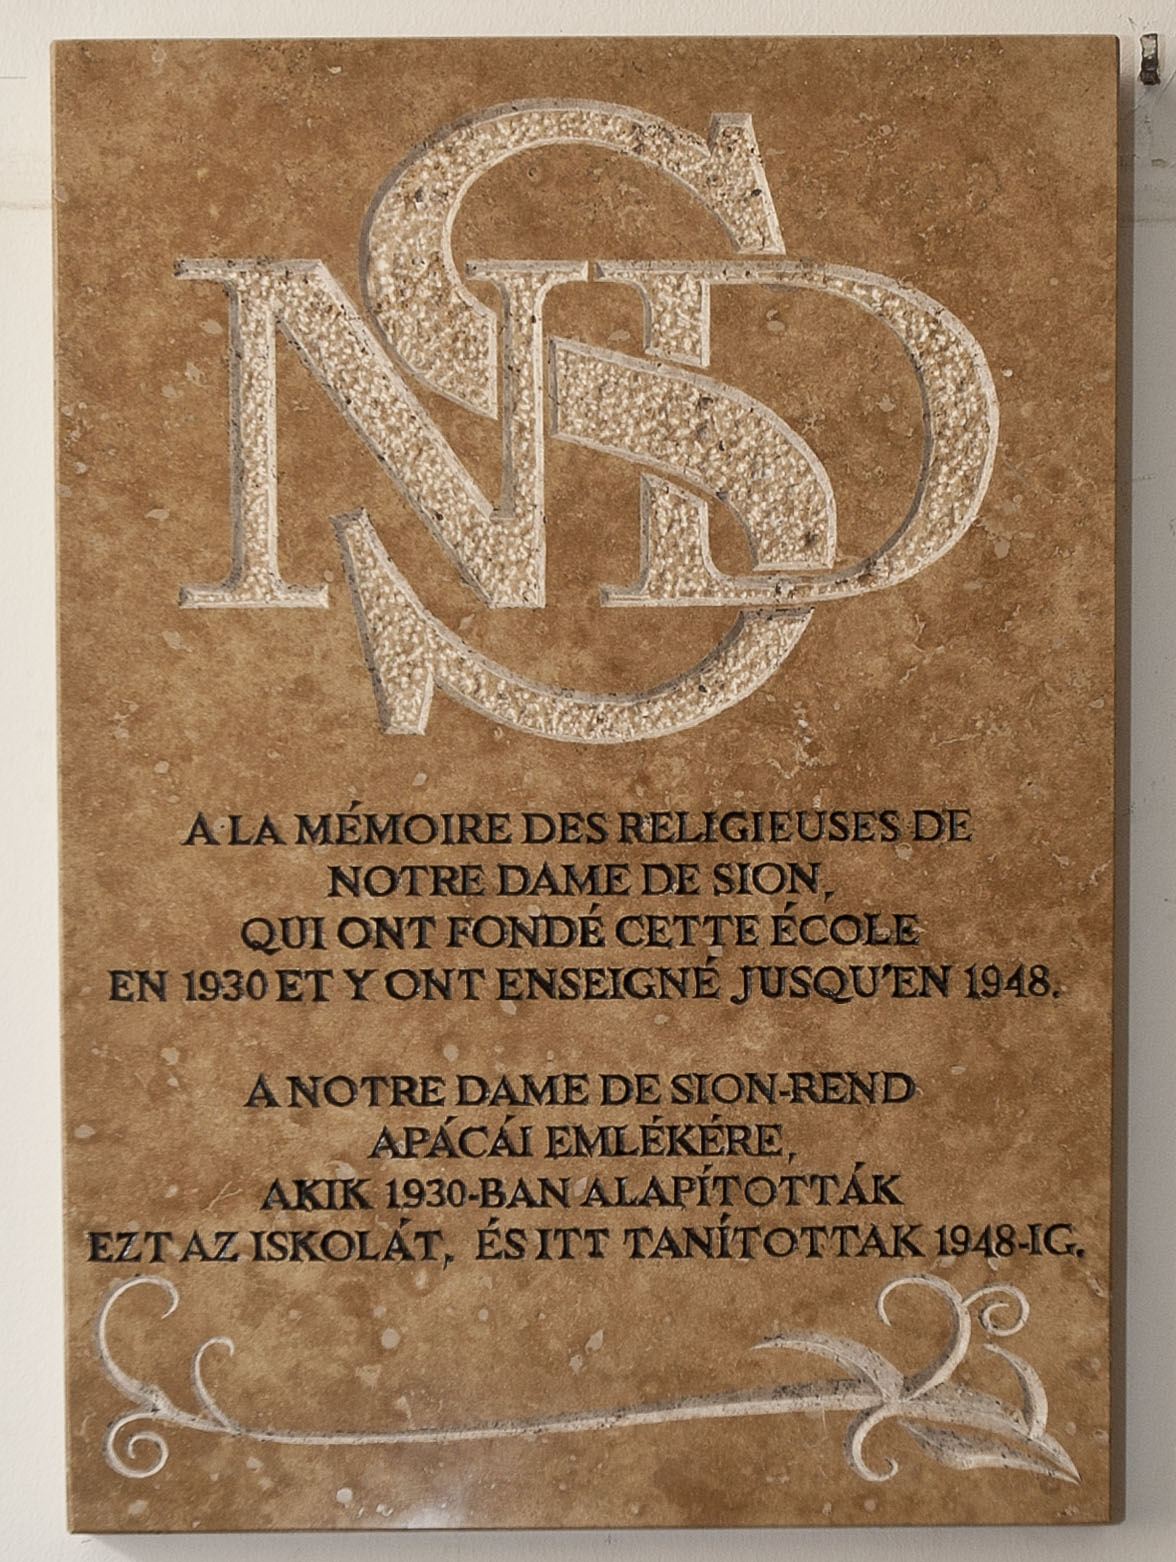 NSD
A LA MÉMOIRE DES RELIGIEUSES DE
NOTRE DAME DE SION,
QUI ONT FONDÉ CETTE ÉCOLE
EN 1930 ET Y ONT ENSEIGNÉ JUSQU'EN 1948.
A NOTRE DAME DE SION-REND
APÁCÁI EMLÉKÉRE,
AKIK 1930-BAN ALAPÍTOTTÁK
EZT AZ ISKOLÁT, ÉS ITT TANÍTOTTAK 1948-IG.